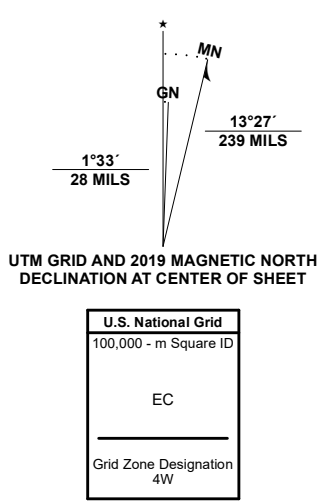 ★
MN
GN
13°27´
239 MILS
1°33´
28 MILS
UTM GRID AND 2019 MAGNETIC NORTH
DECLINATION AT CENTER OF SHEET
U.S. National Grid
100,000 - m Square ID
EC
Grid Zone Designation
4W